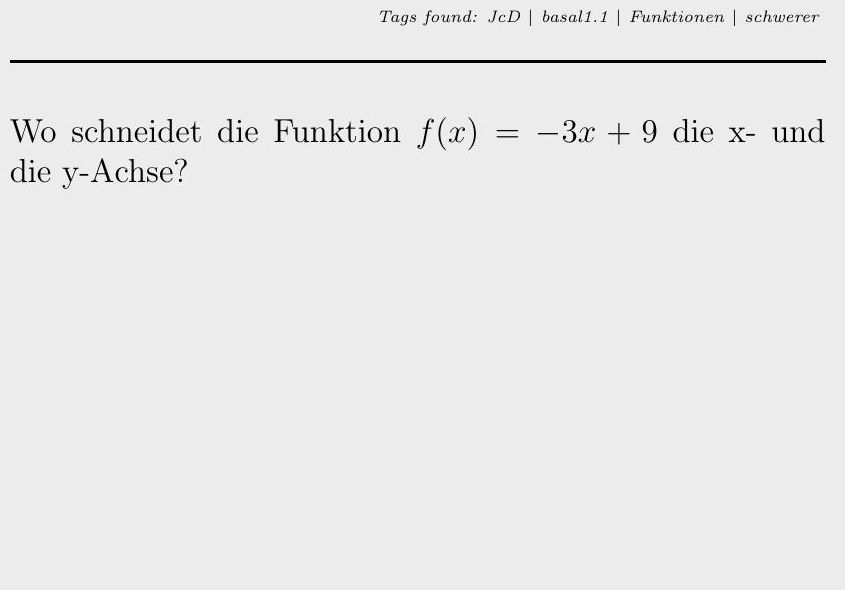 Tags found: JcD | basal1.1 | Funktionen | schwerer
Wo schneidet die Funktion f(x) = −3x + 9 die x- und
die y-Achse?